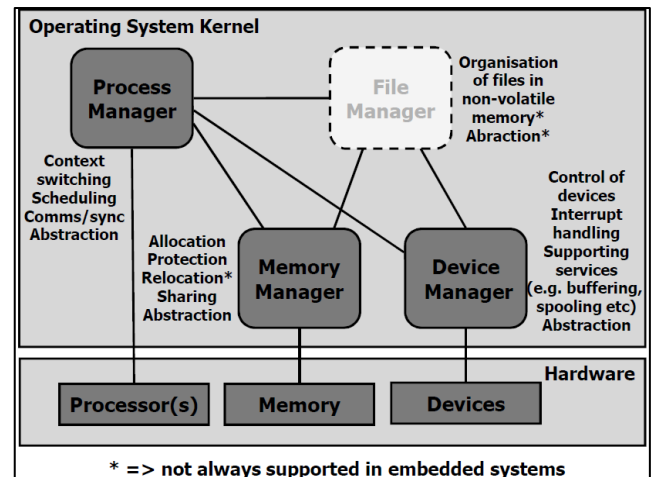 Operating System Kernel
Process
Manager
File
Manager
Organisation
of files in
non-volatile
memory*
Abraction*
Context
switching
Scheduling
Comms/sync
Abstraction
Allocation
Protection
Relocation*
Sharing
Abstraction
Memory
Manager
Device
Manager
Control of
devices
Interrupt
handling
Supporting
services
(e.g. buffering,
spooling etc)
Abstraction
Hardware
Processor(s)
Memory
Devices
* => not always supported in embedded systems